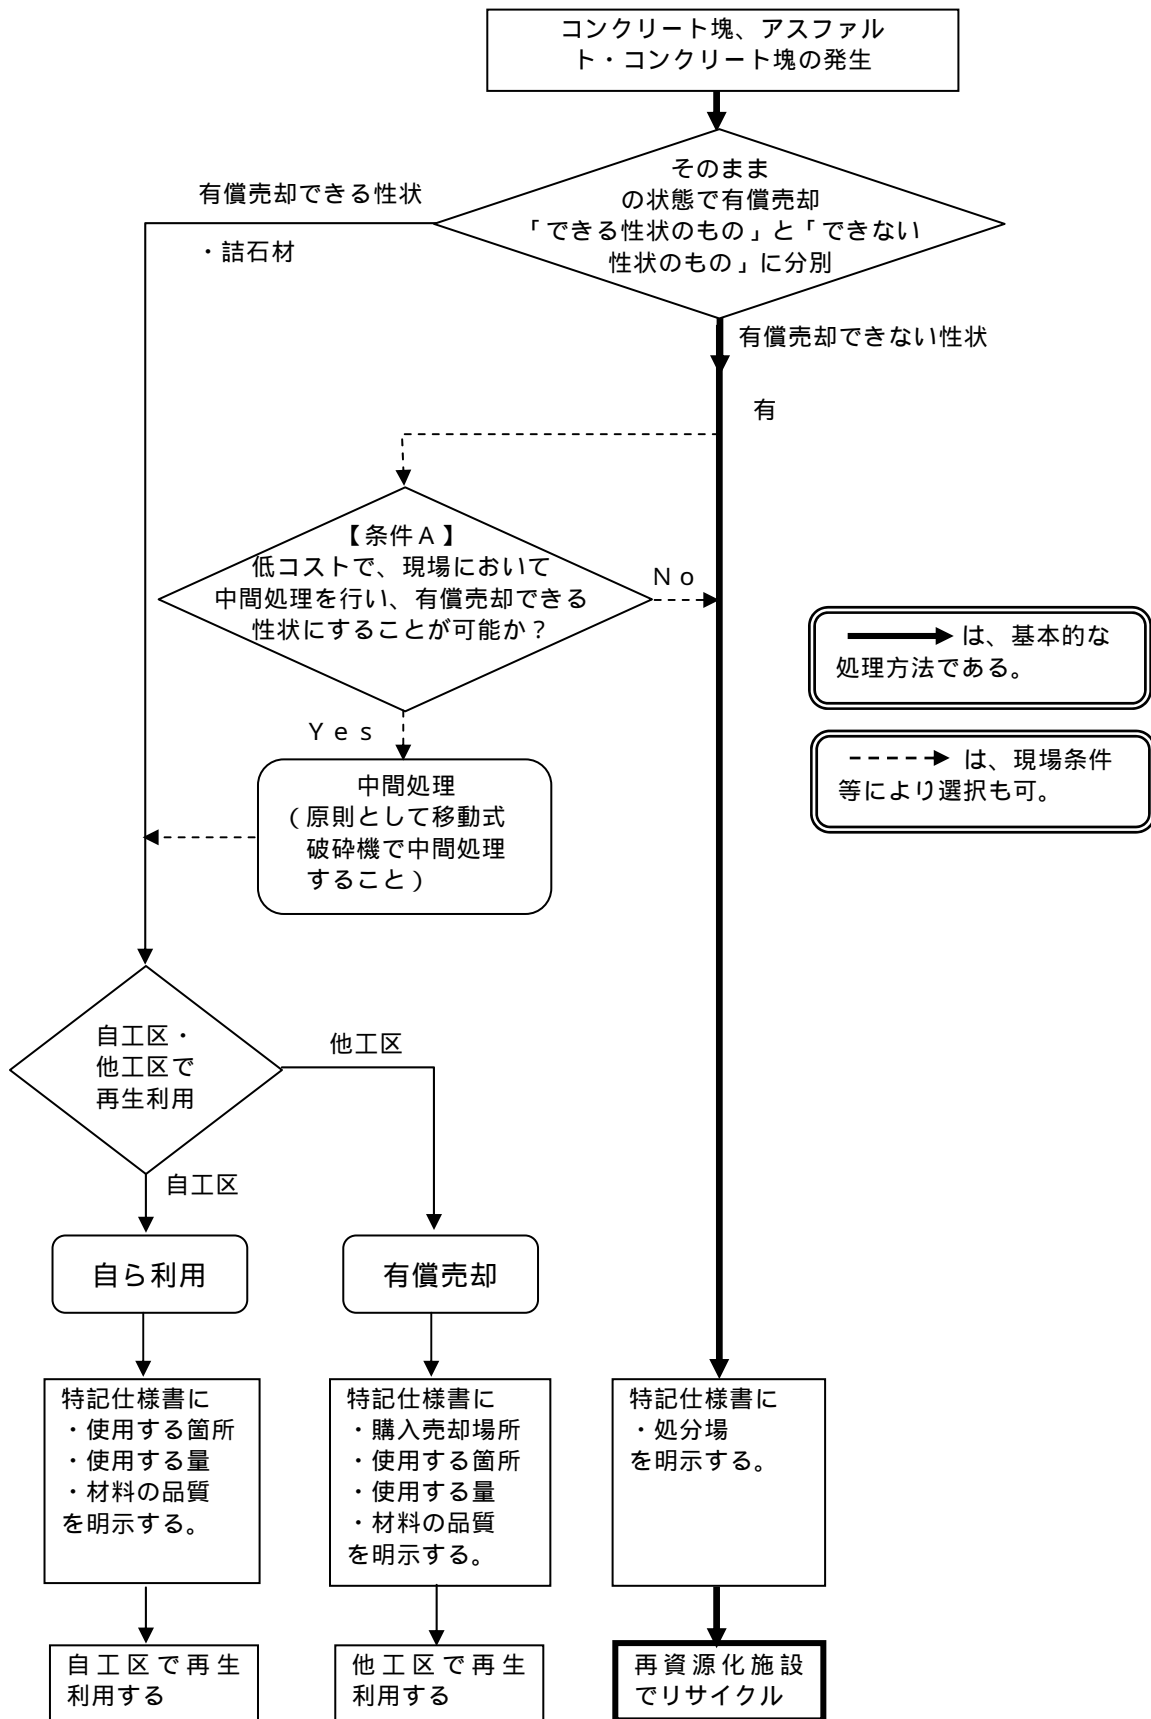 コンクリート塊、アスファル
ト・コンクリート塊の発生
そのまま
の状態で有償売却
「できる性状のもの」と「できない
性状のもの」に分別
有償売却できる性状
・詰石材
有償売却できない性状
有
【条件A】
低コストで、現場において
中間処理を行い、有償売却できる
性状にすることが可能か?
No
Yes
は、基本的な
処理方法である。
は、現場条件
等により選択も可。
中間処理
(原則として移動式
破砕機で中間処理
すること)
自工区・
他工区で
再生利用
他工区
自工区
自ら利用
有償売却
特記仕様書に
・使用する箇所
・使用する量
・材料の品質
を明示する。
特記仕様書に
・購入売却場所
・使用する箇所
・使用する量
・材料の品質
を明示する。
特記仕様書に
・処分場
を明示する。
自工区で再生
利用する
他工区で再生
利用する
再資源化施設
でリサイクル